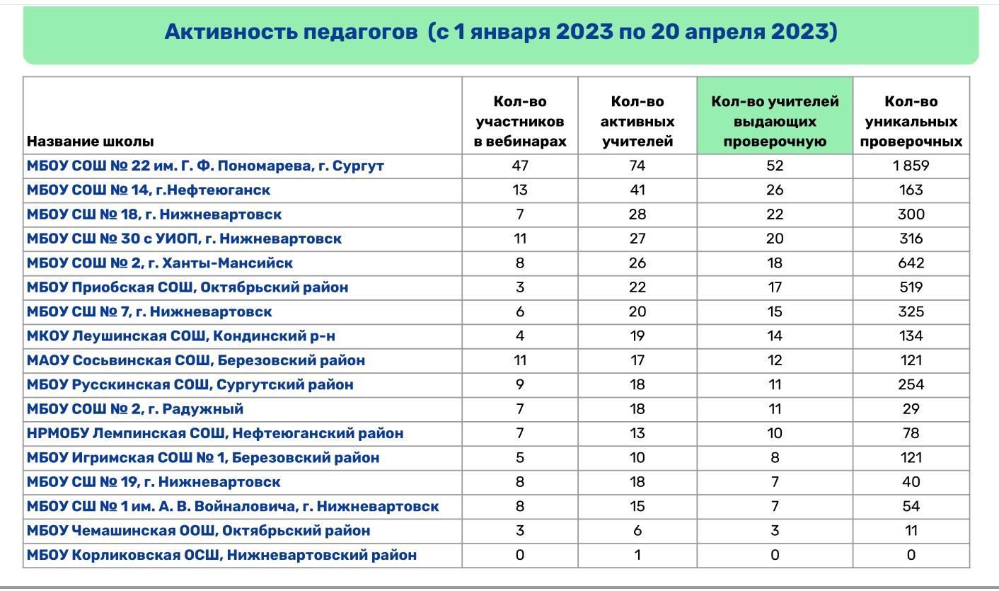 Активность педагогов (с 1 января 2023 по 20 апреля 2023)
Название школы
Кол-во
участников
в вебинарах
Кол-во
активных
учителей
Кол-во учителей
выдающих
проверочную
Кол-во
уникальных
проверочных
МБОУ СОШ № 22 им. Г. Ф. Пономарева, г. Сургут 47 74 52 1 859
МБОУ СОШ № 14, г.Нефтеюганск 13 41 26 163
МБОУ СШ № 18, г. Нижневартовск 7 28 22 300
МБОУ СШ № 30 с УИОП, г. Нижневартовск 11 27 20 316
МБОУ СОШ № 2, г. Ханты-Мансийск 8 26 18 642
МБОУ Приобская СОШ, Октябрьский район 3 22 17 519
МБОУ СШ № 7, г. Нижневартовск 6 20 15 325
МКОУ Леушинская СОШ, Кондинский р-н 4 19 14 134
МАОУ Сосьвинская СОШ, Березовский район 11 17 12 121
МБОУ Русскинская СОШ, Сургутский район 9 18 11 254
МБОУ СОШ № 2, г. Радужный 7 18 11 29
НРМОБУ Лемпинская СОШ, Нефтеюганский район 7 13 10 78
МБОУ Игримская СОШ № 1, Березовский район 5 10 8 121
МБОУ СШ № 19, г. Нижневартовск 8 18 7 40
МБОУ СШ № 1 им. А. В. Войналовича, г. Нижневартовск 8 15 7 54
МБОУ Чемашинская ООШ, Октябрьский район 3 6 3 11
МБОУ Корликовская ОСШ, Нижневартовский район 0 1 0 0